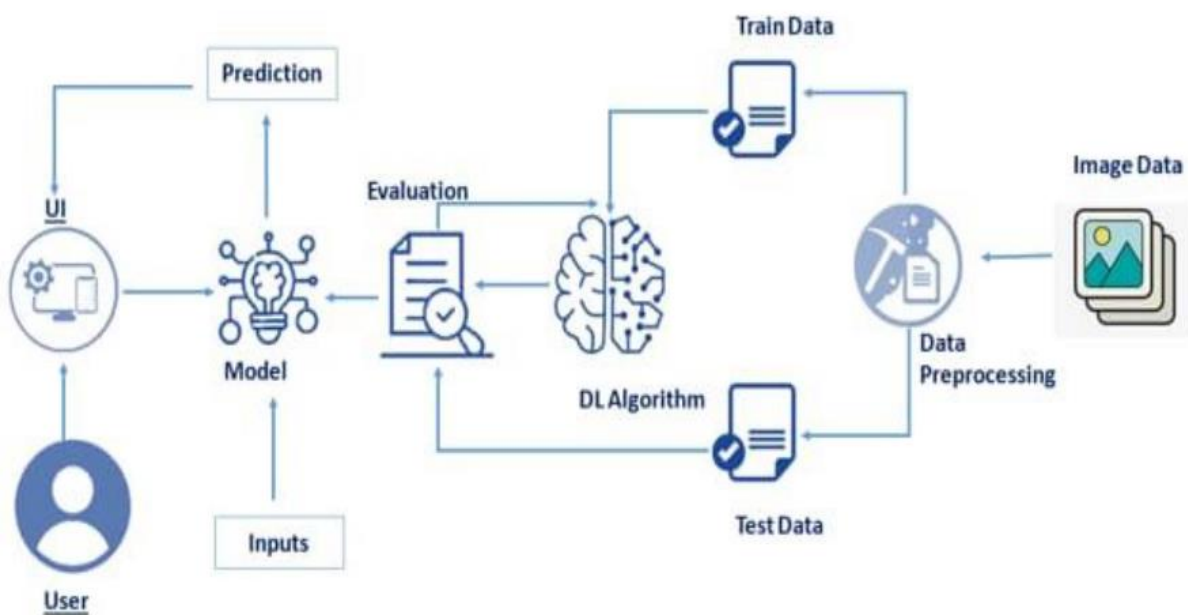 Train Data
Prediction
Image Data
Evaluation
UI
Data
Preprocessing
Model
DL Algorithm
Test Data
Inputs
User